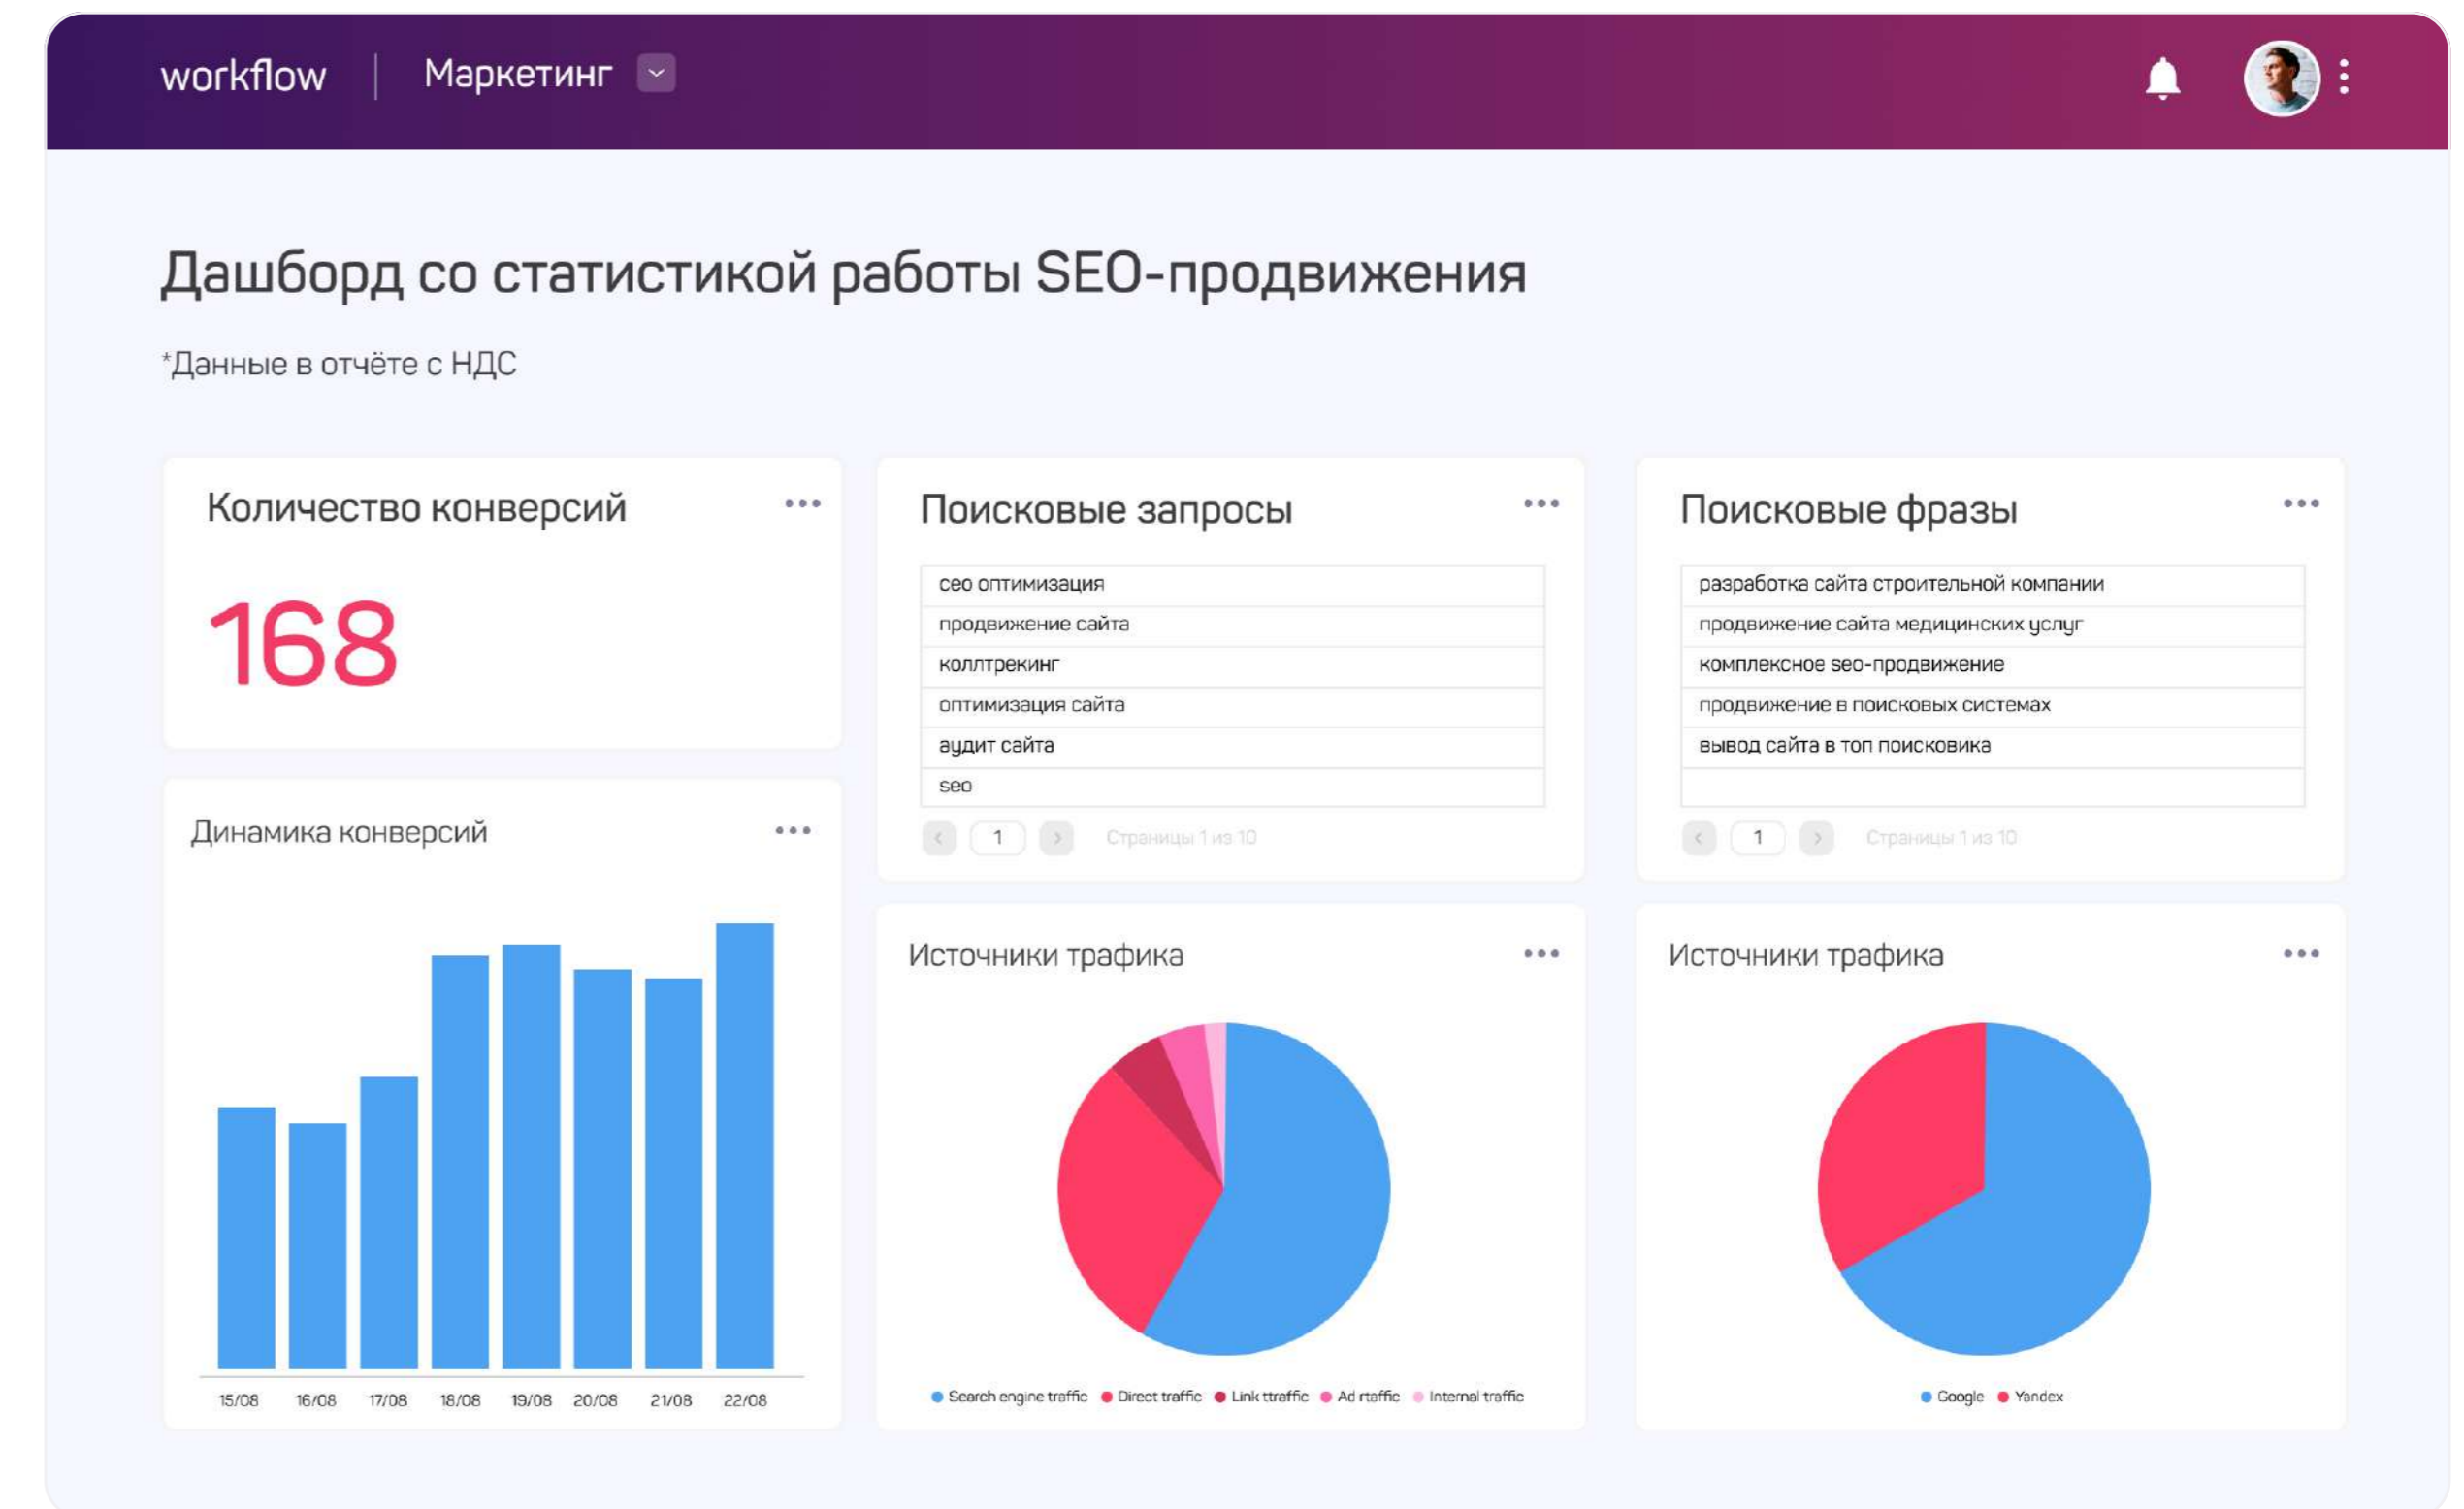 workflow
Маркетинг
Дашборд со статистикой работы SEO-продвижения
*Данные в отчёте с НДС
Количество конверсий
168
Динамика конверсий
15/08 16/08 17/08 18/08 19/08 20/08 21/08 22/08
Поисковые запросы
сео оптимизация
продвижение сайта
коллтрекинг
оптимизация сайта
аудит сайта
seo
1
Страницы 1 из 10
Поисковые фразы
разработка сайта строительной компании
продвижение сайта медицинских услуг
комплексное seo-продвижение
продвижение в поисковых системах
вывод сайта в топ поисковика
1
Страницы 1 из 10
Источники трафика
Search engine traffic Direct traffic Link ttraffic Ad rtaffic Internal traffic
Источники трафика
Google Yandex